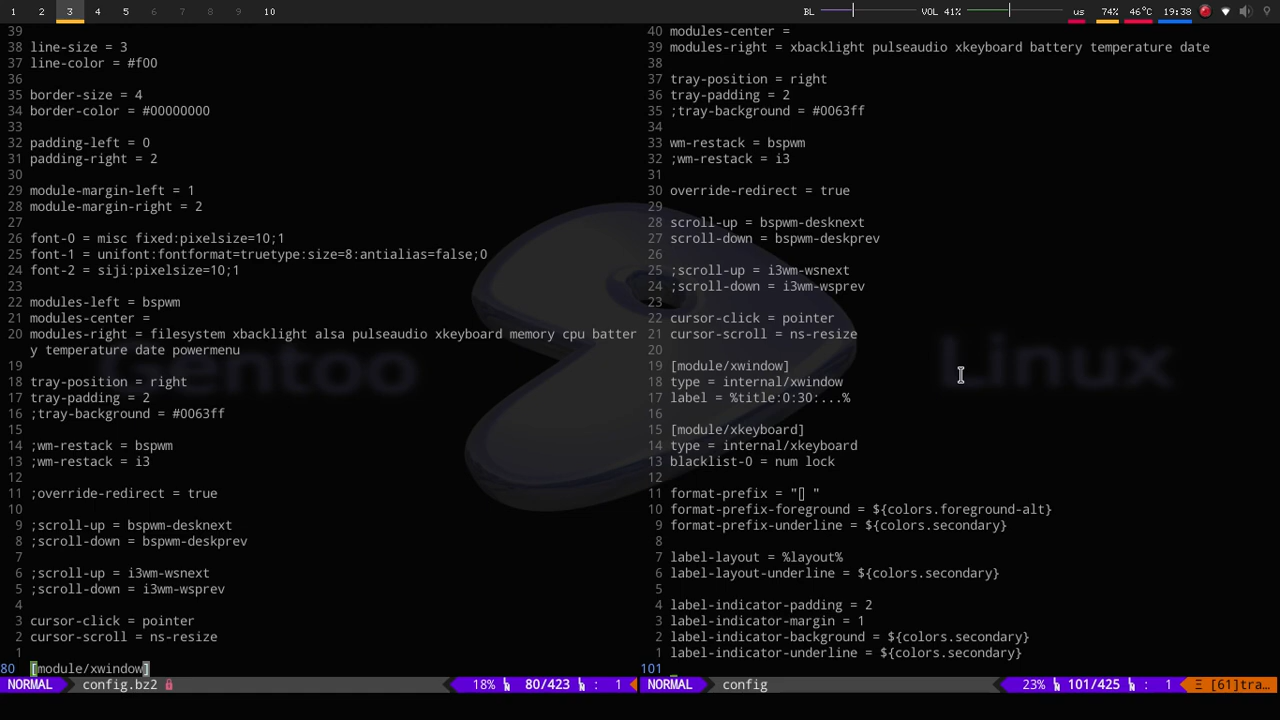 1 2 3 4 5 6 7 8 9 10 BL VOL 41% us 74% 46°C 19:38
39
38 line-size = 3
37 line-color = #f00
36
35 border-size = 4
34 border-color = #00000000
33
32 padding-left = 0
31 padding-right = 2
30
29 module-margin-left = 1
28 module-margin-right = 2
27
26 font-0 = misc fixed:pixelsize=10;1
25 font-1 = unifont:fontformat=truetype:size=8:antialias=false;0
24 font-2 = siji:pixelsize=10;1
23
22 modules-left = bspwm
21 modules-center =
20 modules-right = filesystem xbacklight alsa pulseaudio xkeyboard memory cpu batter
y temperature date powermenu
19
18 tray-position = right
17 tray-padding = 2
16 ;tray-background = #0063ff
15
14 ;wm-restack = bspwm
13 ;wm-restack = i3
12
11 ;override-redirect = true
10
9 ;scroll-up = bspwm-desknext
8 ;scroll-down = bspwm-deskprev
7
6 ;scroll-up = i3wm-wsnext
5 ;scroll-down = i3wm-wsprev
4
3 cursor-click = pointer
2 cursor-scroll = ns-resize
1
80 [module/xwindow]
NORMAL config.bz2 18% 80/423 : 1
40 modules-center =
39 modules-right = xbacklight pulseaudio xkeyboard battery temperature date
38
37 tray-position = right
36 tray-padding = 2
35 ;tray-background = #0063ff
34
33 wm-restack = bspwm
32 ;wm-restack = i3
31
30 override-redirect = true
29
28 scroll-up = bspwm-desknext
27 scroll-down = bspwm-deskprev
26
25 ;scroll-up = i3wm-wsnext
24 ;scroll-down = i3wm-wsprev
23
22 cursor-click = pointer
21 cursor-scroll = ns-resize
20
19 [module/xwindow]
18 type = internal/xwindow
17 label = %title:0:30:...%
16
15 [module/xkeyboard]
14 type = internal/xkeyboard
13 blacklist-0 = num lock
12
11 format-prefix = "▯ "
10 format-prefix-foreground = ${colors.foreground-alt}
9 format-prefix-underline = ${colors.secondary}
8
7 label-layout = %layout%
6 label-layout-underline = ${colors.secondary}
5
4 label-indicator-padding = 2
3 label-indicator-margin = 1
2 label-indicator-background = ${colors.secondary}
1 label-indicator-underline = ${colors.secondary}
101
NORMAL config 23% 101/425 : 1 Ξ [61]tra…
Gentoo Linux